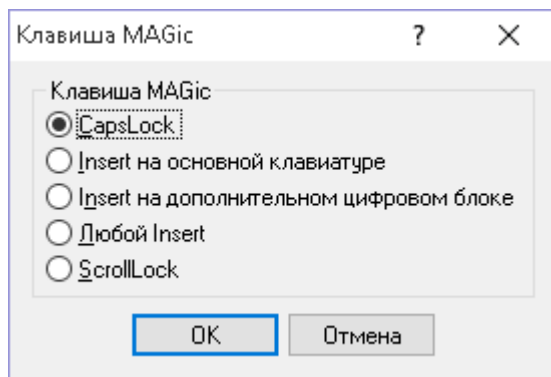 Клавиша MAGic
?
Клавиша MAGic
CapsLock
Insert на основной клавиатуре
Insert на дополнительном цифровом блоке
Любой Insert
ScrollLock
OK Отмена